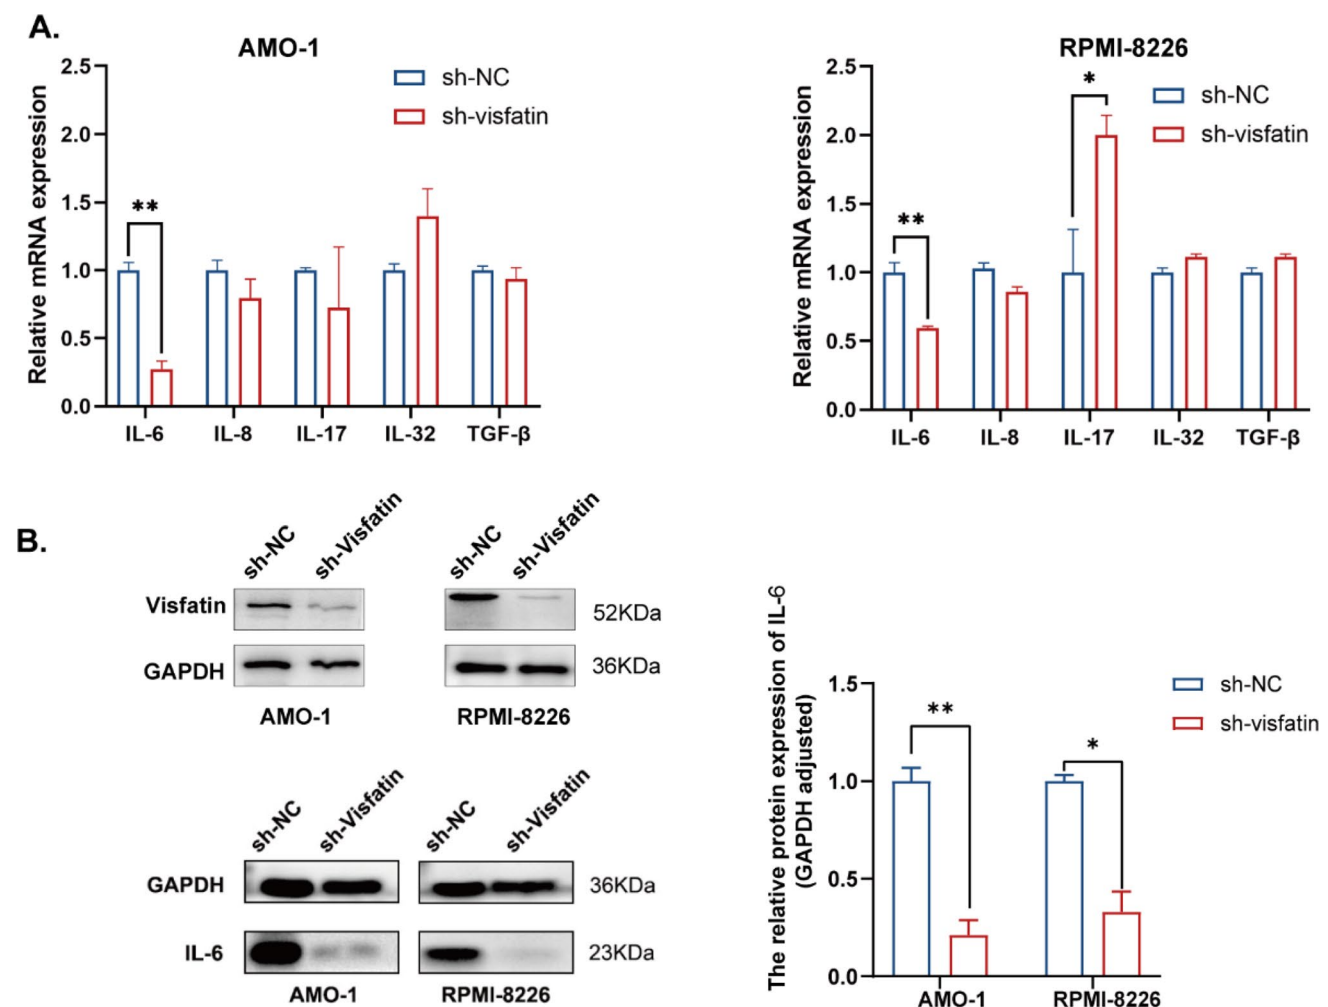 A.
AMO-1
sh-NC
sh-visfatin
Relative mRNA expression
2.5
2.0
1.5
1.0
0.5
0.0
**
IL-6 IL-8 IL-17 IL-32 TGF-β
RPMI-8226
sh-NC
sh-visfatin
Relative mRNA expression
2.5
2.0
1.5
1.0
0.5
0.0
**
*
IL-6 IL-8 IL-17 IL-32 TGF-β
B.
sh-NC sh-Visfatin sh-NC sh-Visfatin
Visfatin 52KDa
GAPDH 36KDa
AMO-1 RPMI-8226
sh-NC sh-Visfatin sh-NC sh-Visfatin
GAPDH 36KDa
IL-6 23KDa
AMO-1 RPMI-8226
The relative protein expression of IL-6
(GAPDH adjusted)
1.5
1.0
0.5
0.0
**
*
sh-NC
sh-visfatin
AMO-1 RPMI-8226